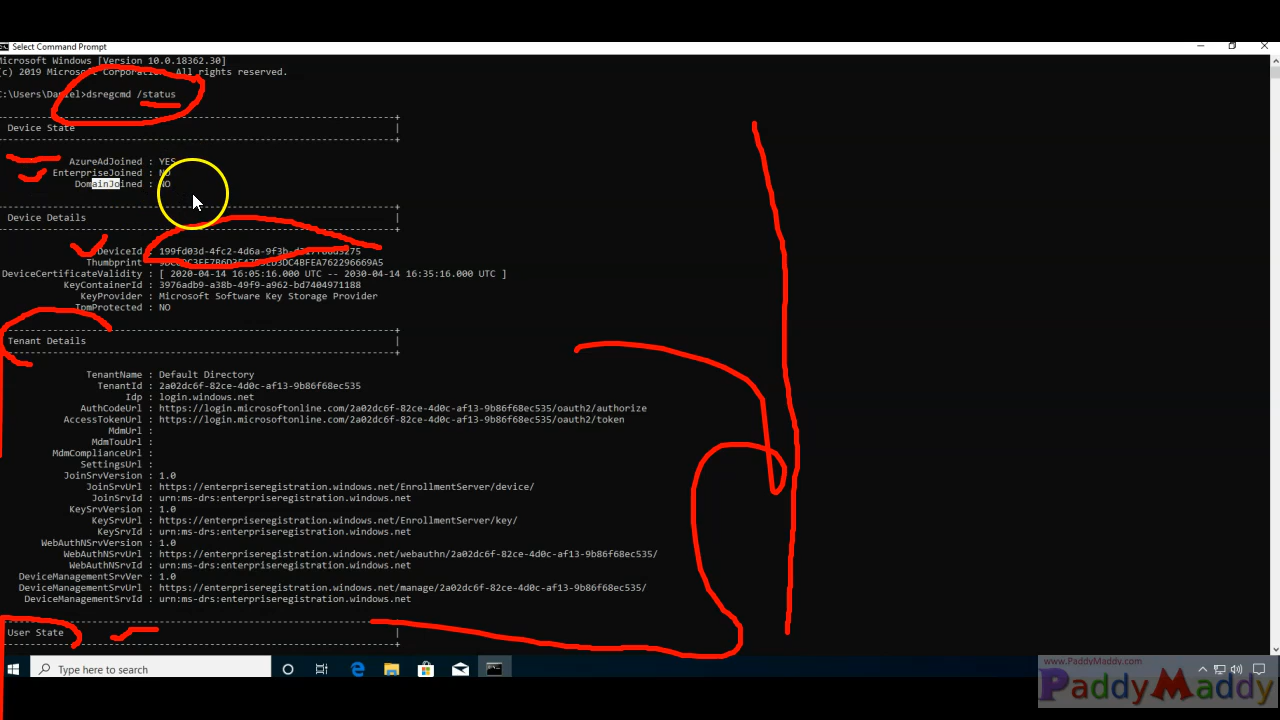 Select Command Prompt
Microsoft Windows [Version 10.0.18362.30]
(c) 2019 Microsoft Corporation. All rights reserved.
C:\Users\Daniel>dsregcmd /status
Device State
AzureAdJoined : YES
EnterpriseJoined : NO
DomainJoined : NO
Device Details
DeviceId : 199fd03d-4fc2-4d6a-9f3b-
Thumbprint :
DeviceCertificateValidity : [ 2020-04-14 16:05:16.000 UTC -- 2030-04-14 16:35:16.000 UTC ]
KeyContainerId : 3976adb9-a38b-49f9-a962-bd7404971188
KeyProvider : Microsoft Software Key Storage Provider
TpmProtected : NO
Tenant Details
TenantName : Default Directory
TenantId : 2a02dc6f-82ce-4d0c-af13-9b86f68ec535
Idp : login.windows.net
AuthCodeUrl : https://login.microsoftonline.com/2a02dc6f-82ce-4d0c-af13-9b86f68ec535/oauth2/authorize
AccessTokenUrl : https://login.microsoftonline.com/2a02dc6f-82ce-4d0c-af13-9b86f68ec535/oauth2/token
MdmUrl :
MdmTouUrl :
MdmComplianceUrl :
SettingsUrl :
JoinSrvVersion : 1.0
JoinSrvUrl : https://enterpriseregistration.windows.net/EnrollmentServer/device/
JoinSrvId : urn:ms-drs:enterpriseregistration.windows.net
KeySrvVersion : 1.0
KeySrvUrl : https://enterpriseregistration.windows.net/EnrollmentServer/key/
KeySrvId : urn:ms-drs:enterpriseregistration.windows.net
WebAuthNSrvVersion : 1.0
WebAuthNSrvUrl : https://enterpriseregistration.windows.net/webauthn/2a02dc6f-82ce-4d0c-af13-9b86f68ec535/
WebAuthNSrvId : urn:ms-drs:enterpriseregistration.windows.net
DeviceManagementSrvVer : 1.0
DeviceManagementSrvUrl : https://enterpriseregistration.windows.net/manage/2a02dc6f-82ce-4d0c-af13-9b86f68ec535/
DeviceManagementSrvId : urn:ms-drs:enterpriseregistration.windows.net
User State
Type here to search
www.PaddyMaddy.com
PaddyMaddy